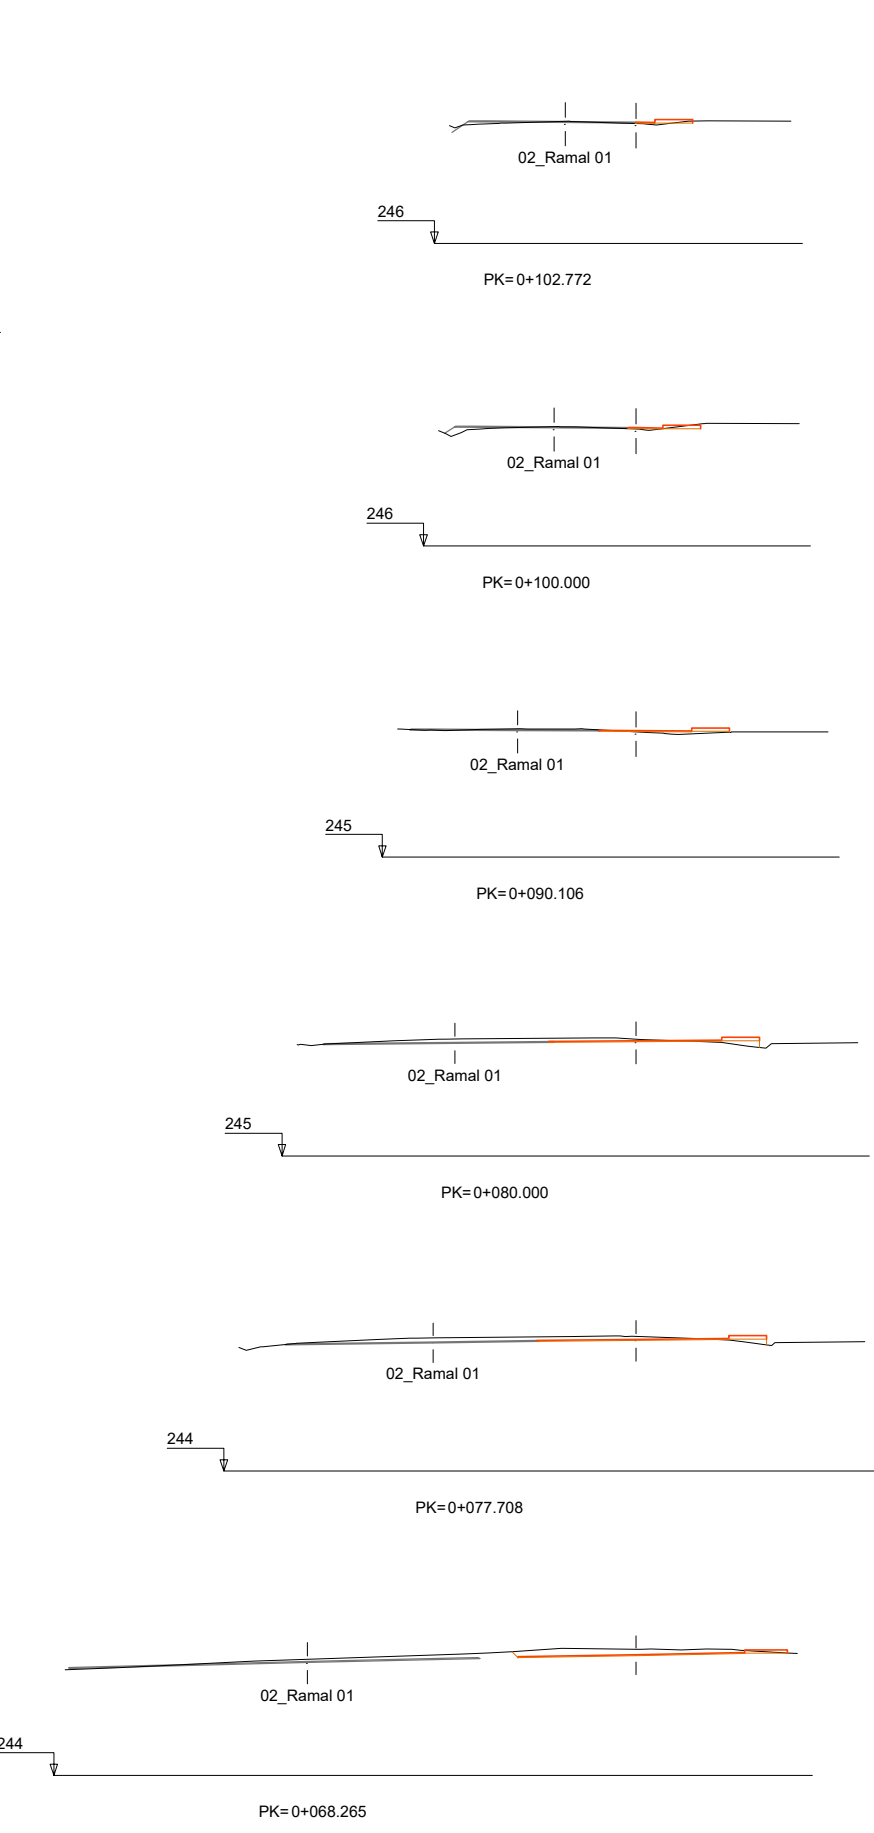 02_Ramal 01
246
PK=0+102.772
02_Ramal 01
246
PK=0+100.000
02_Ramal 01
245
PK=0+090.106
02_Ramal 01
245
PK=0+080.000
02_Ramal 01
244
PK=0+077.708
02_Ramal 01
244
PK=0+068.265